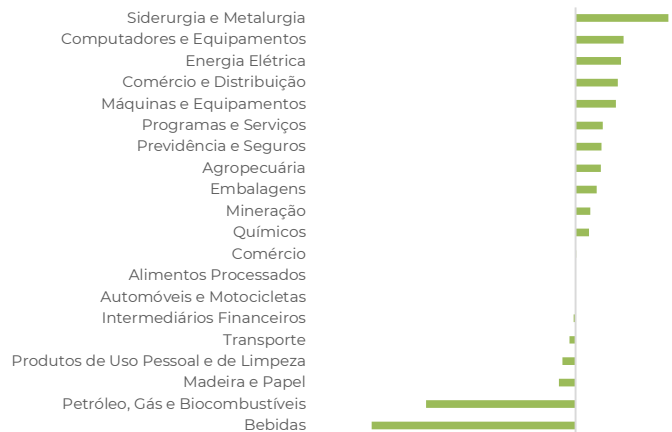 Siderurgia e Metalurgia
Computadores e Equipamentos
Energia Elétrica
Comércio e Distribuição
Máquinas e Equipamentos
Programas e Serviços
Previdência e Seguros
Agropecuária
Embalagens
Mineração
Químicos
Comércio
Alimentos Processados
Automóveis e Motocicletas
Intermediários Financeiros
Transporte
Produtos de Uso Pessoal e de Limpeza
Madeira e Papel
Petróleo, Gás e Biocombustíveis
Bebidas